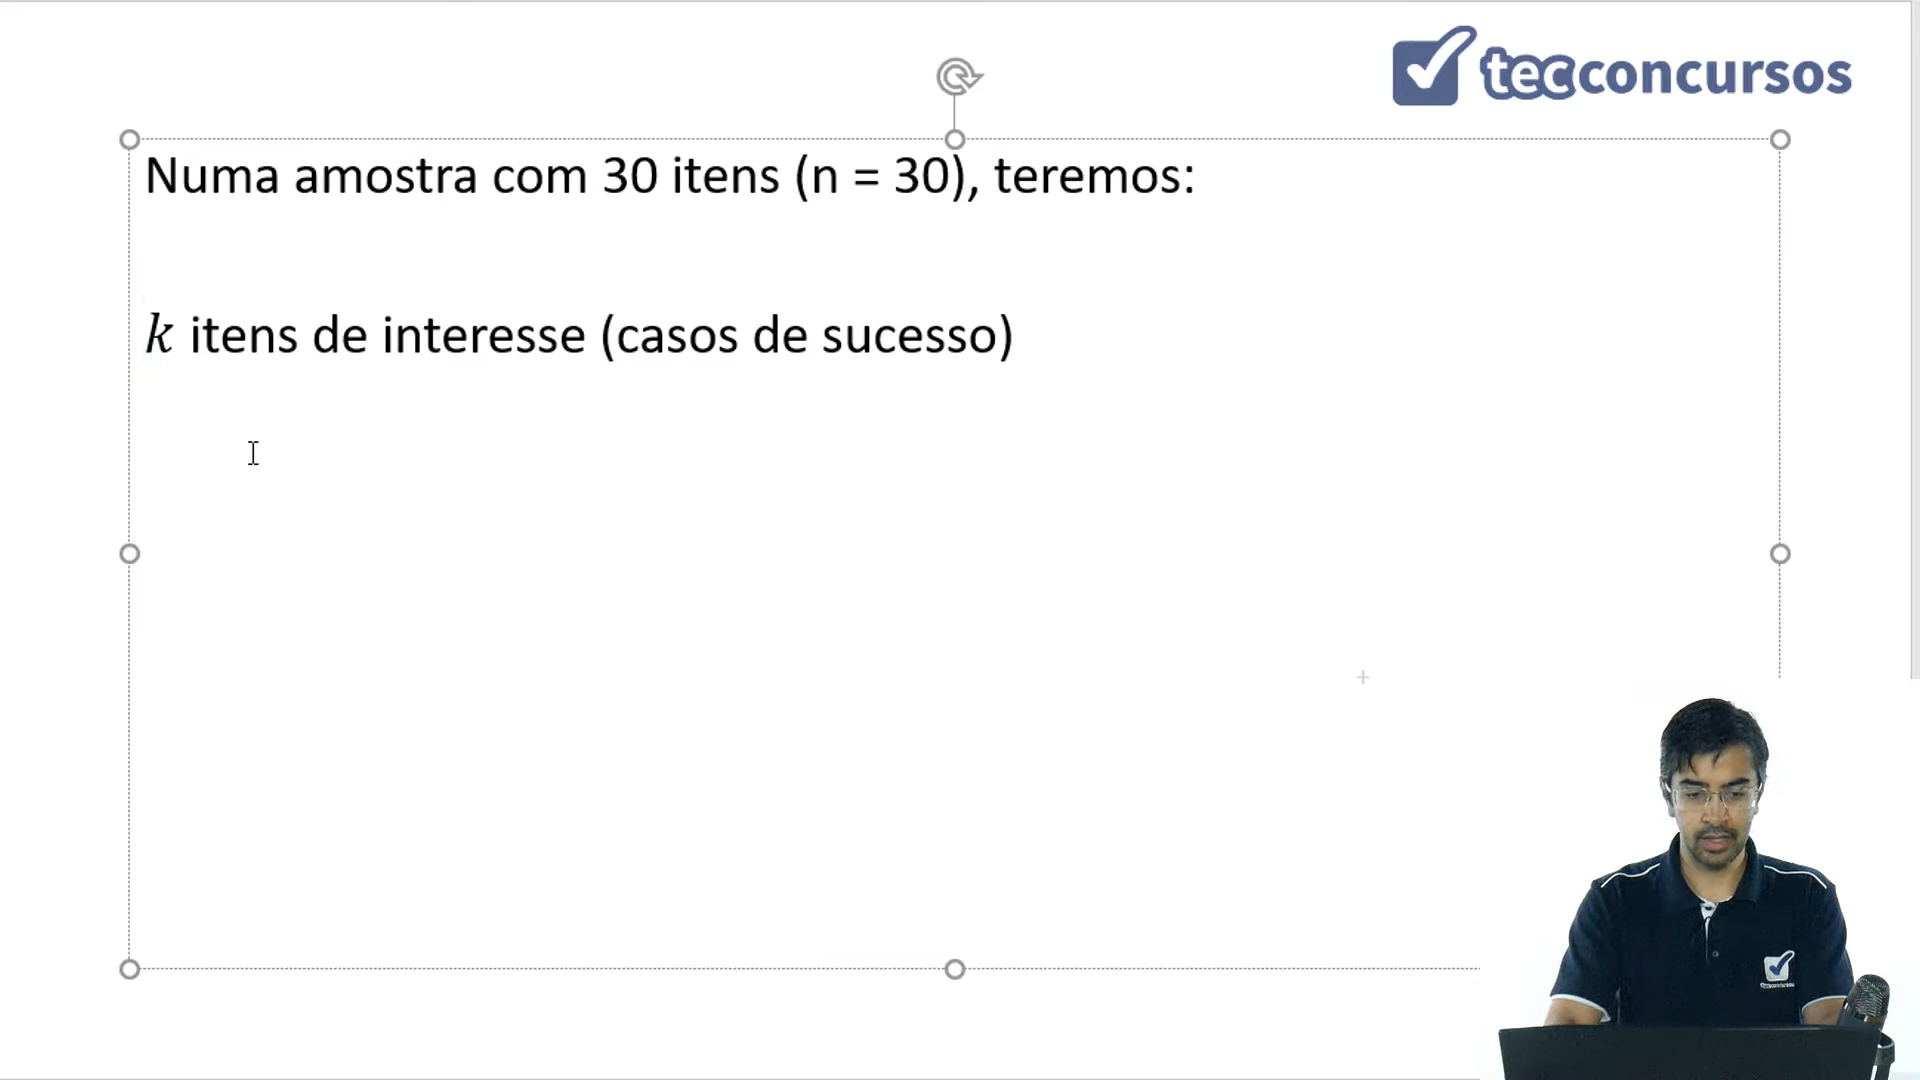 tecconcursos
Numa amostra com 30 itens (n = 30), teremos:
k itens de interesse (casos de sucesso)